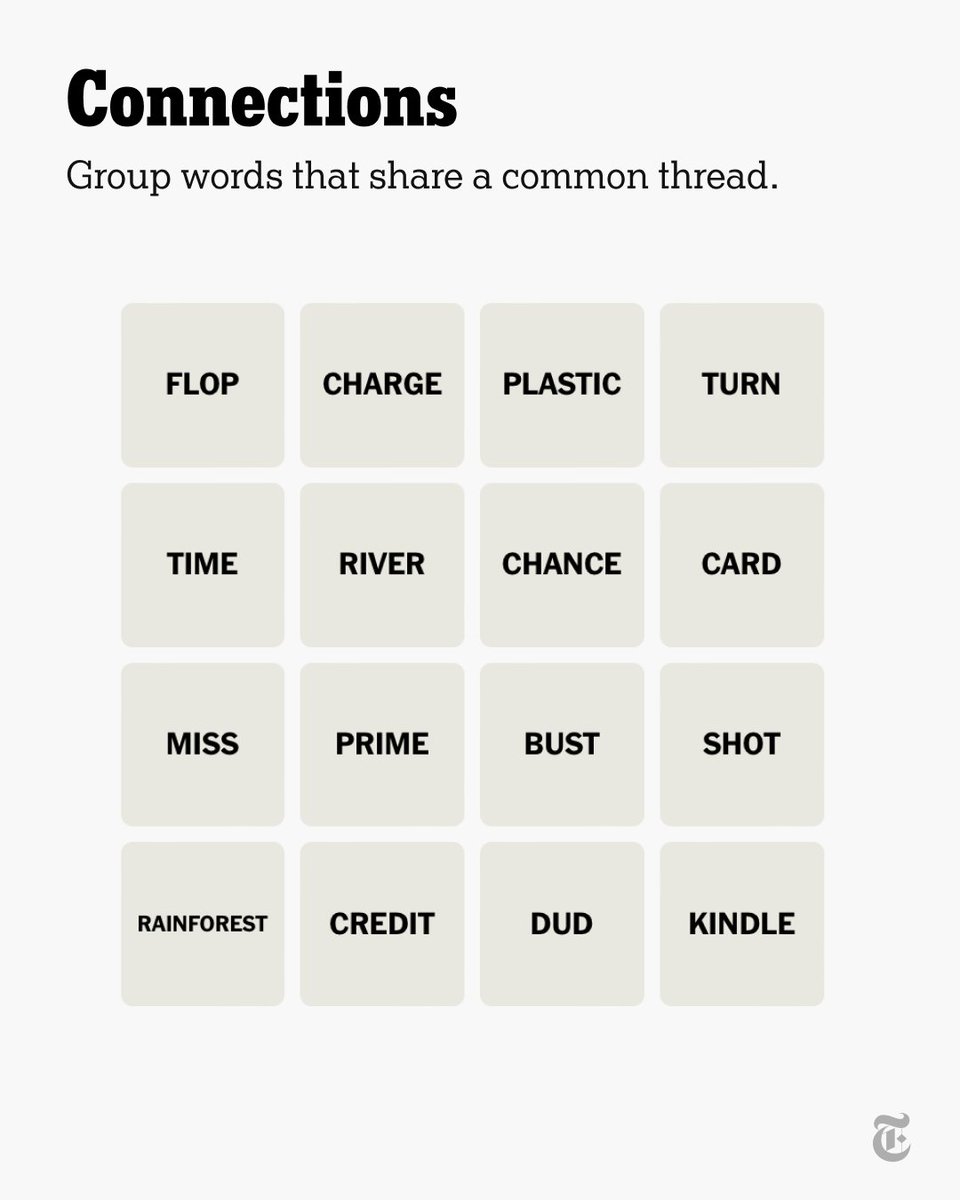 Connections
Group words that share a common thread.
FLOP CHARGE PLASTIC TURN
TIME RIVER CHANCE CARD
MISS PRIME BUST SHOT
RAINFOREST CREDIT DUD KINDLE
T